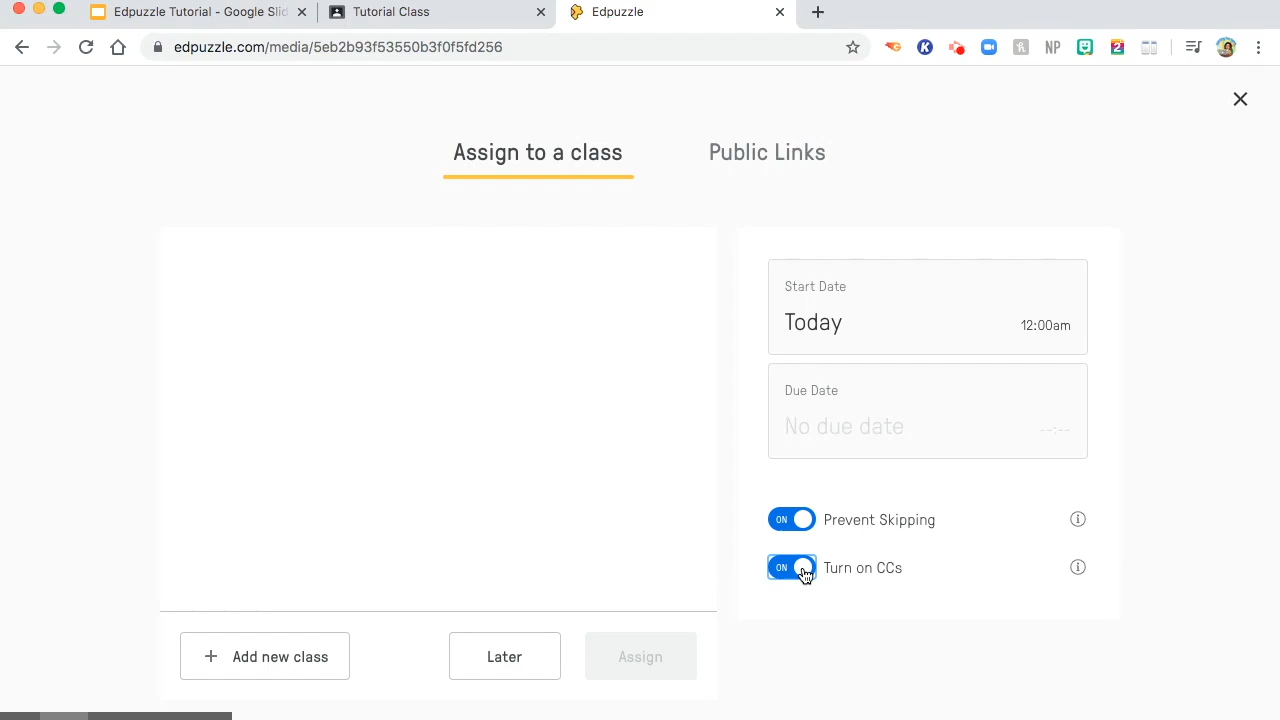 Edpuzzle Tutorial - Google Slid
Tutorial Class
Edpuzzle
edpuzzle.com/media/5eb2b93f53550b3f0f5fd256
NP
Assign to a class
Public Links
Start Date
Today
12:00am
Due Date
No due date
--:--
ON
Prevent Skipping
ON
Turn on CCs
+ Add new class
Later
Assign